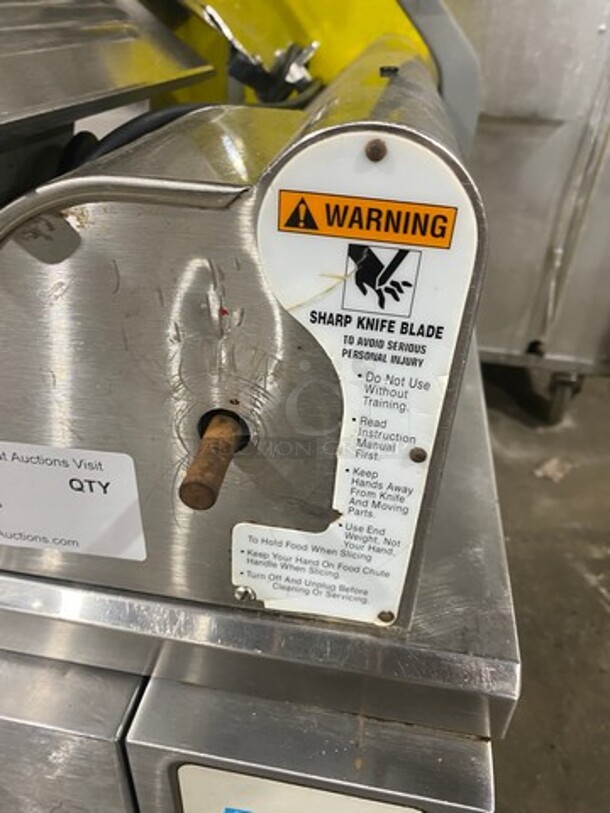 WARNING
SHARP KNIFE BLADE
TO AVOID SERIOUS
PERSONAL INJURY
• Do Not Use
Without
Training.
• Read
Instruction
Manual
First.
• Keep
Hands Away
From Knife
And Moving
Parts.
• Use End
Weight, Not
Your Hand,
To Hold Food When Slicing
• Keep Your Hand On Food Chute
Handle When Slicing.
• Turn Off And Unplug Before
Cleaning Or Servicing.
at Auctions Visit
QTY
Auctions.com
AUCTION